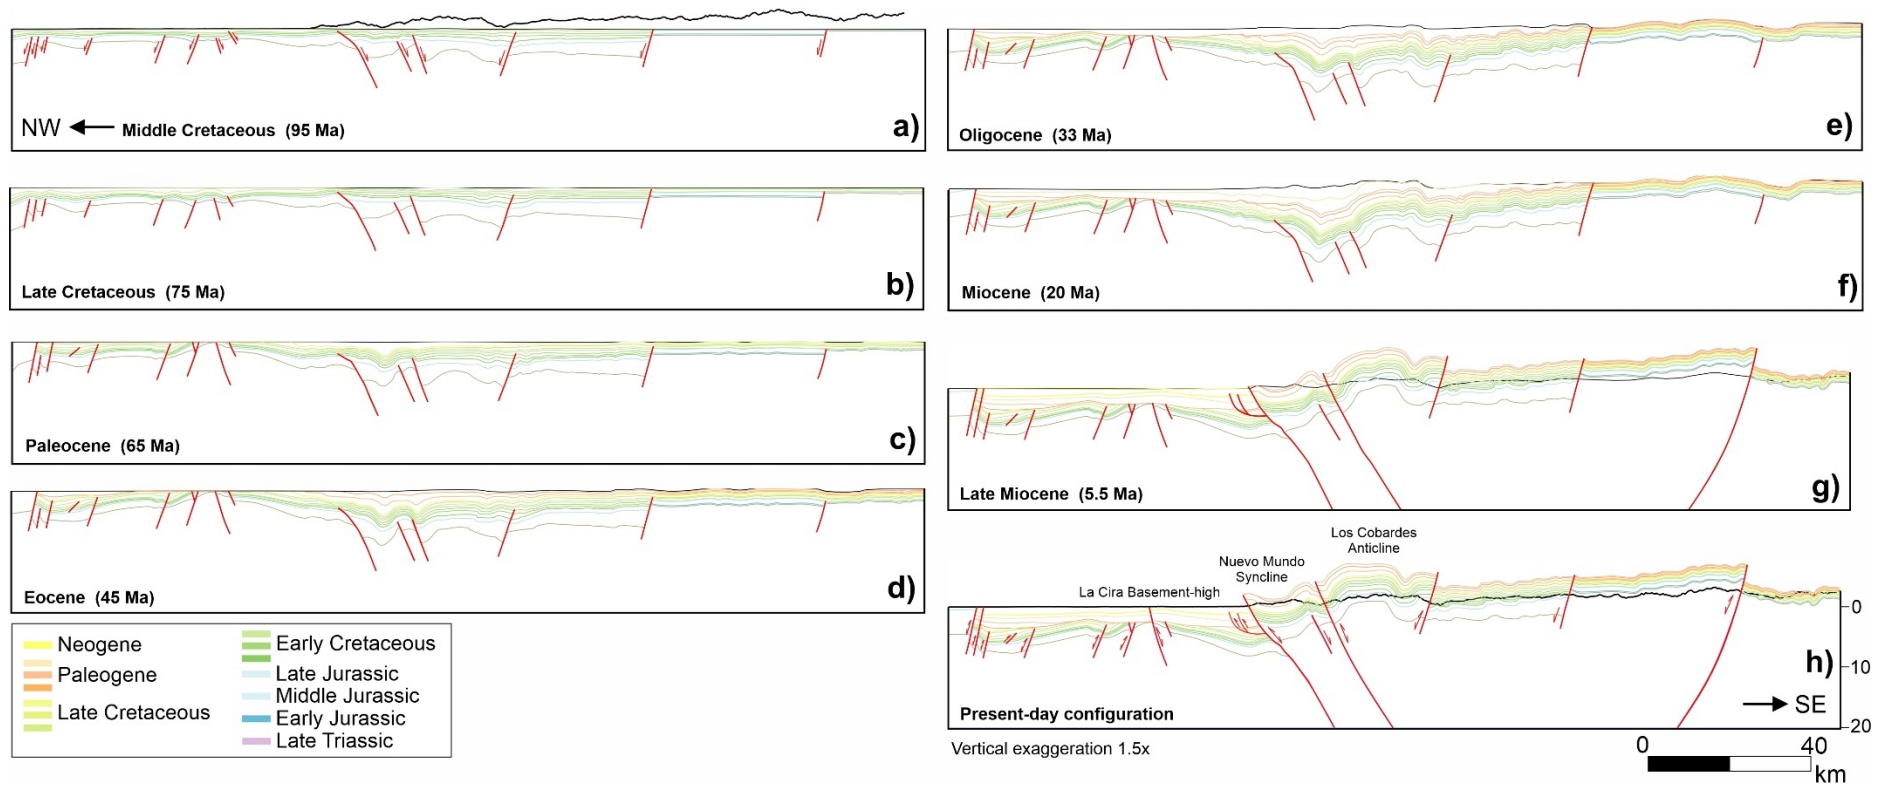 NW
Middle Cretaceous (95 Ma)
a)
Late Cretaceous (75 Ma)
b)
Paleocene (65 Ma)
c)
Eocene (45 Ma)
d)
Neogene
Paleogene
Late Cretaceous
Early Cretaceous
Late Jurassic
Middle Jurassic
Early Jurassic
Late Triassic
Oligocene (33 Ma)
e)
Miocene (20 Ma)
f)
Late Miocene (5.5 Ma)
g)
Los Cobardes
Anticline
Nuevo Mundo
Syncline
La Cira Basement-high
0
-10
-20
h)
SE
Present-day configuration
Vertical exaggeration 1.5x
0 40
km